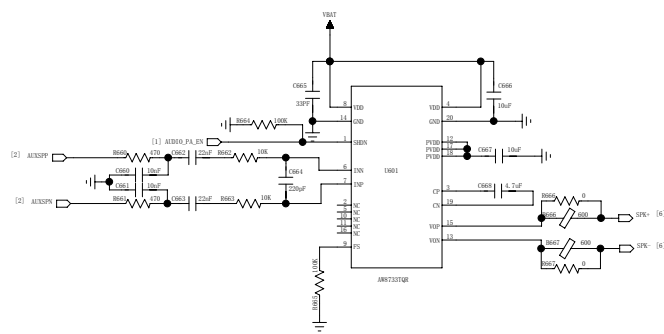 VBAT
C665
33PF
C666
10uF
8 VDD
VDD 4
14 GND
GND 20
R664 100K
[1] AUDIO_PA_EN
1 SHDN
PVDD 12
PVDD
PVDD 18
C667 10uF
[2] AUXSPP
R660 470 C662 22nF R662 10K
C660 10nF
C661 10nF
C664
220pF
6 INN
U601
7 INP
[2] AUXSPN
R661 470 C663 22nF R663 10K
CP 3
C668 4.7uF
CN 19
2 NC
NC
10 NC
11 NC
16 NC
VOP 15
VON 13
R666 0
B666 600
SPK+ [6]
B667 600
SPK- [6]
R667 0
9 FS
R665 100K
AW8733TQR